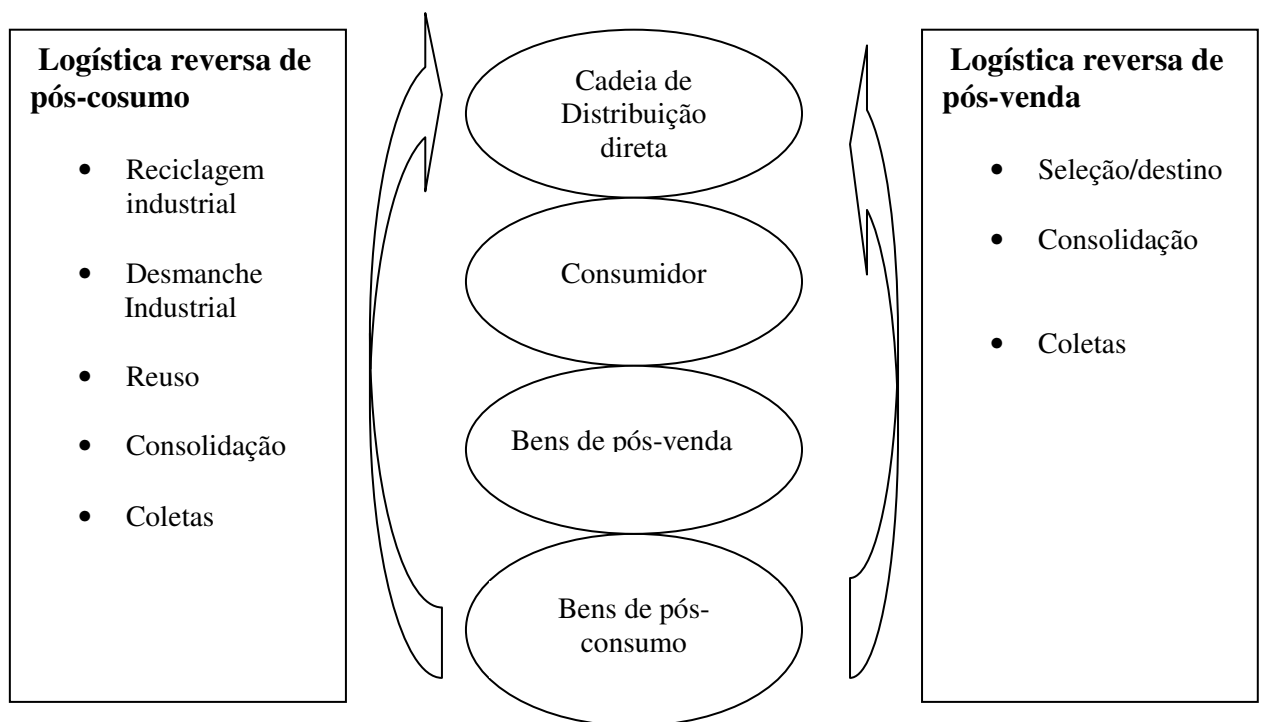 Logística reversa de
pós-cosumo
• Reciclagem
industrial
• Desmanche
Industrial
• Reuso
• Consolidação
• Coletas
Cadeia de
Distribuição
direta
Consumidor
Bens de pós-venda
Bens de pós-
consumo
Logística reversa de
pós-venda
• Seleção/destino
• Consolidação
• Coletas